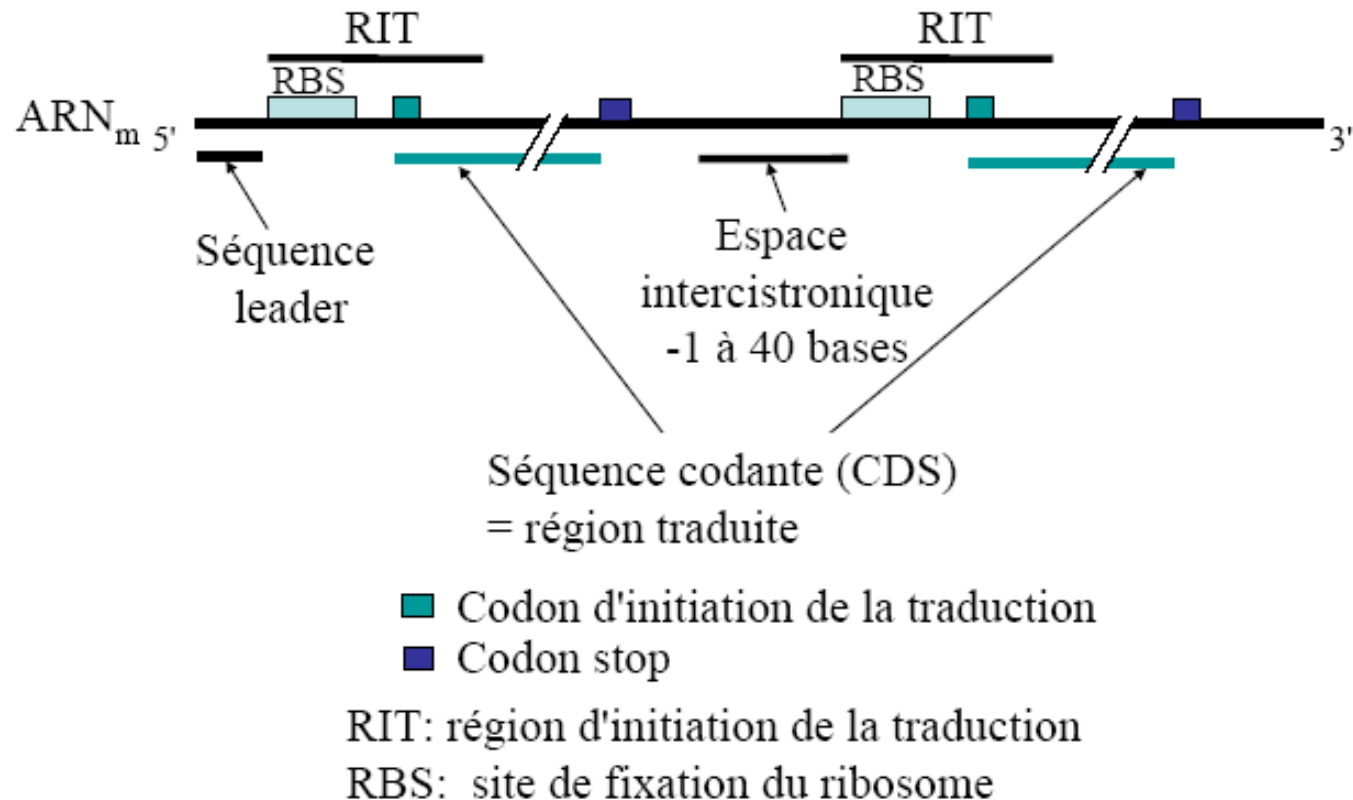 RIT RIT
RBS RBS
ARNm 5' 3'
Séquence
leader
Espace
intercistronique
-1 à 40 bases
Séquence codante (CDS)
= région traduite
Codon d'initiation de la traduction
Codon stop
RIT: région d'initiation de la traduction
RBS: site de fixation du ribosome